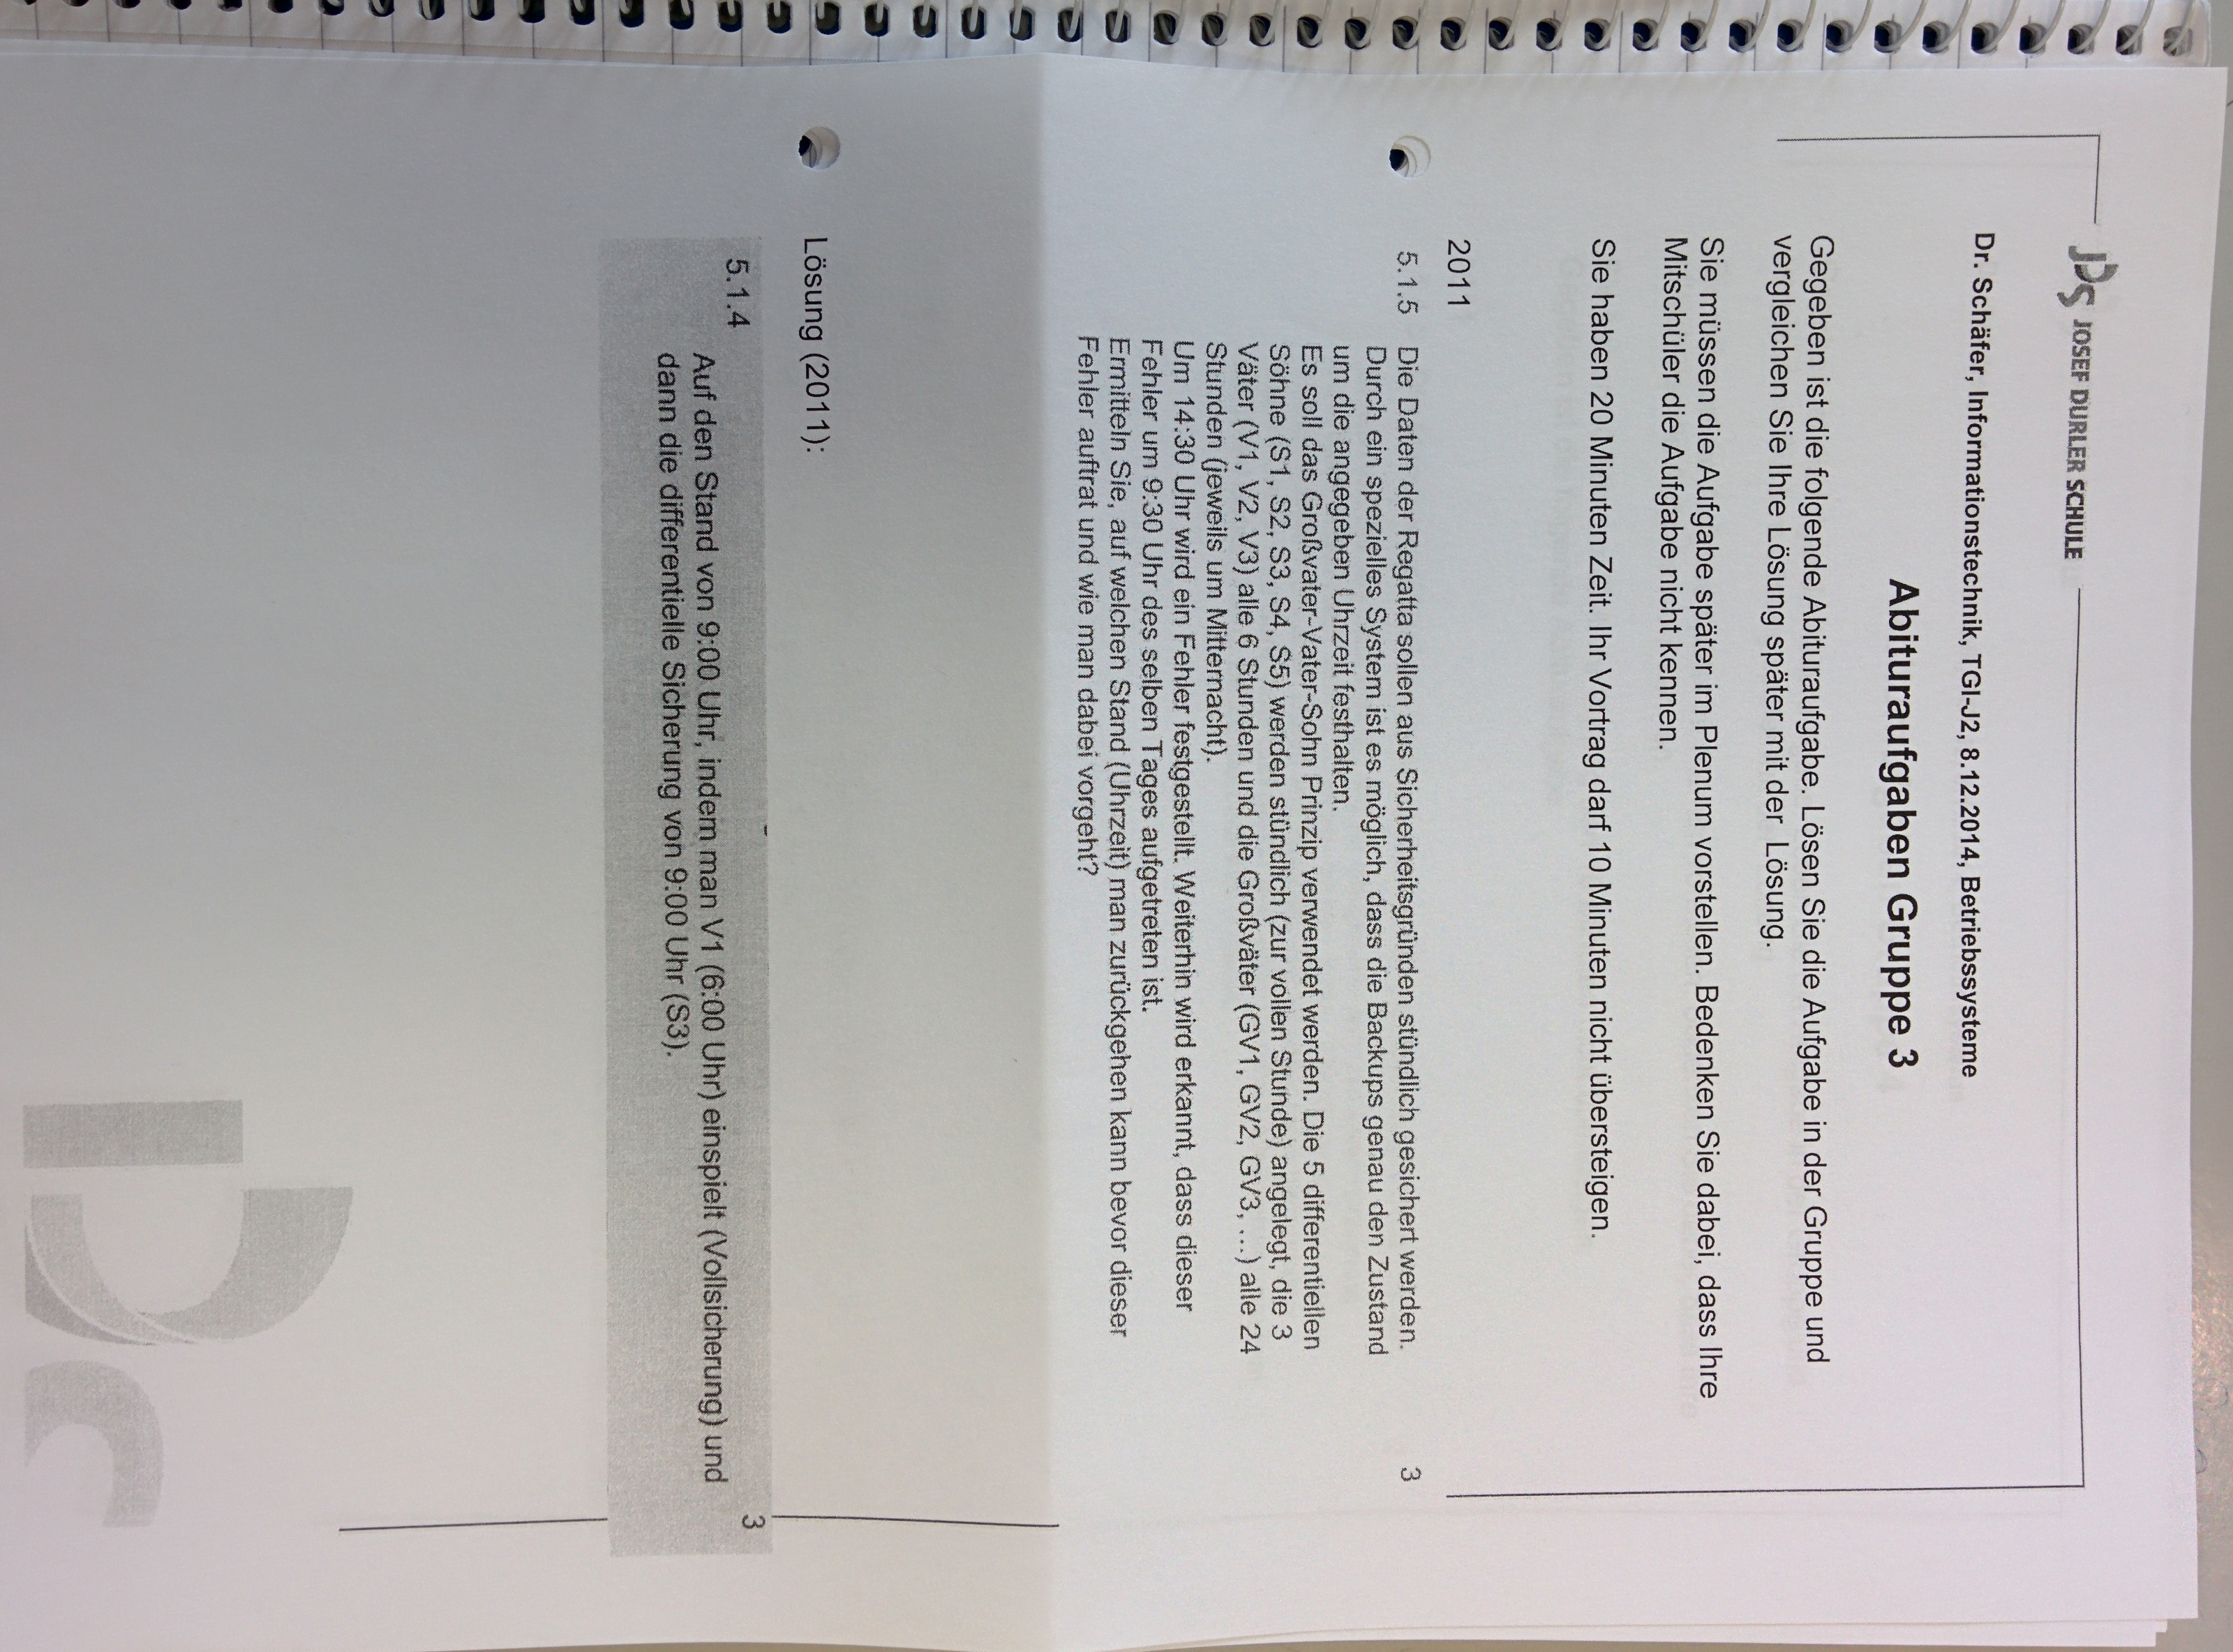 JDS JOSEF DURLER SCHULE
Dr. Schäfer, Informationstechnik, TGI-J2, 8.12.2014, Betriebssysteme
Abituraufgaben Gruppe 3
Gegeben ist die folgende Abituraufgabe. Lösen Sie die Aufgabe in der Gruppe und
vergleichen Sie Ihre Lösung später mit der Lösung.
Sie müssen die Aufgabe später im Plenum vorstellen. Bedenken Sie dabei, dass Ihre
Mitschüler die Aufgabe nicht kennen.
Sie haben 20 Minuten Zeit. Ihr Vortrag darf 10 Minuten nicht übersteigen.
2011
5.1.5 Die Daten der Regatta sollen aus Sicherheitsgründen stündlich gesichert werden. 3
Durch ein spezielles System ist es möglich, dass die Backups genau den Zustand
um die angegeben Uhrzeit festhalten.
Es soll das Großvater-Vater-Sohn Prinzip verwendet werden. Die 5 differentiellen
Söhne (S1, S2, S3, S4, S5) werden stündlich (zur vollen Stunde) angelegt, die 3
Väter (V1, V2, V3) alle 6 Stunden und die Großväter (GV1, GV2, GV3, ...) alle 24
Stunden (jeweils um Mitternacht).
Um 14:30 Uhr wird ein Fehler festgestellt. Weiterhin wird erkannt, dass dieser
Fehler um 9:30 Uhr des selben Tages aufgetreten ist.
Ermitteln Sie, auf welchen Stand (Uhrzeit) man zurückgehen kann bevor dieser
Fehler auftrat und wie man dabei vorgeht?
Lösung (2011):
5.1.4 3
Auf den Stand von 9:00 Uhr, indem man V1 (6:00 Uhr) einspielt (Vollsicherung) und
dann die differentielle Sicherung von 9:00 Uhr (S3).
JDS